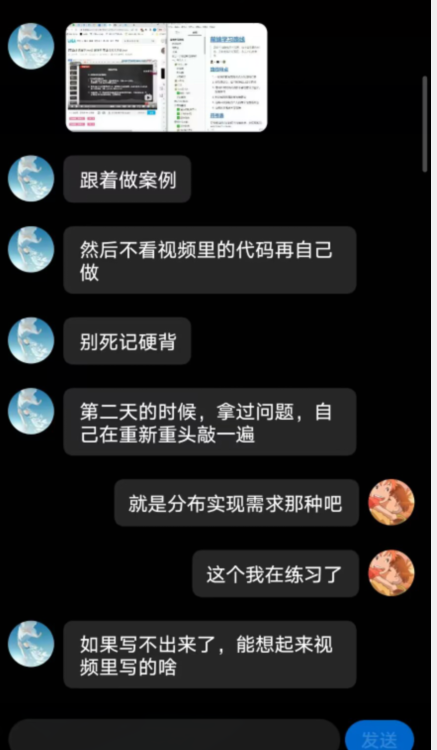 跟着做案例
然后不看视频里的代码再自己
做
别死记硬背
第二天的时候，拿过问题，自
己在重新重头敲一遍
就是分布实现需求那种吧
这个我在练习了
如果写不出来了，能想起来视
频里写的啥
发送